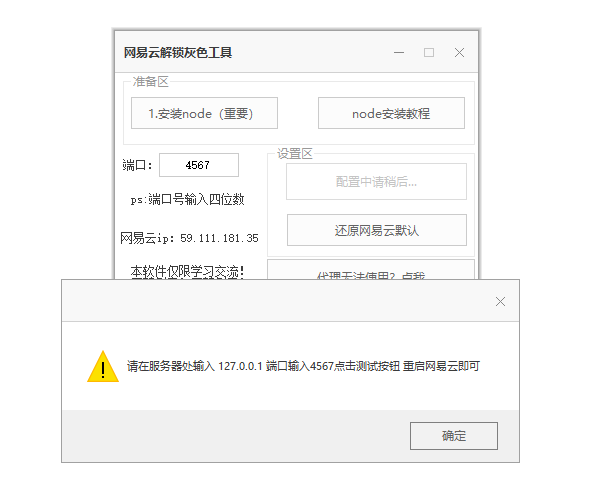 网易云解锁灰色工具
准备区
1.安装node（重要）
node安装教程
端口：
4567
设置区
配置中请稍后...
ps:端口号输入四位数
还原网易云默认
网易云ip：59.111.181.35
本软件仅限学习交流！
代理无法使用？点我
请在服务器处输入 127.0.0.1 端口输入4567点击测试按钮 重启网易云即可
确定